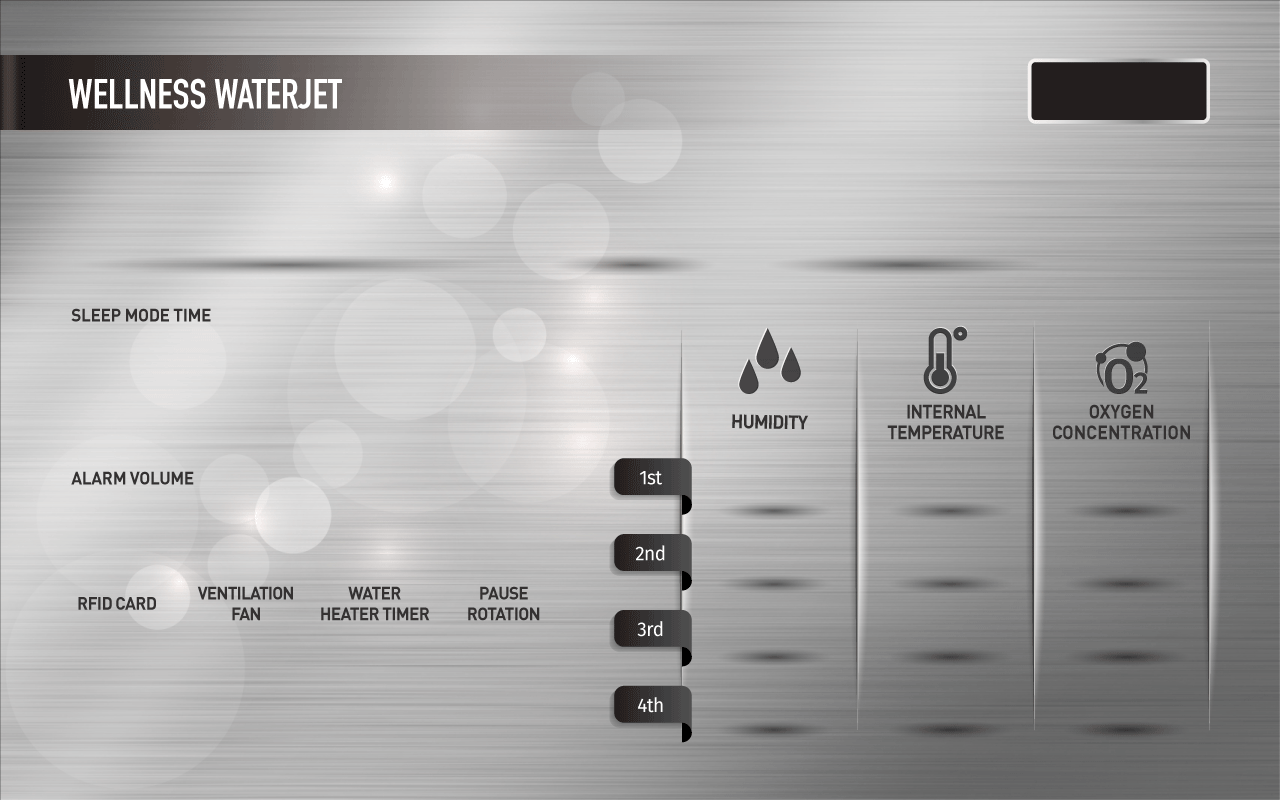 WELLNESS WATERJET
SLEEP MODE TIME
ALARM VOLUME
RFID CARD
VENTILATION
FAN
WATER
HEATER TIMER
PAUSE
ROTATION
HUMIDITY
INTERNAL
TEMPERATURE
O2
OXYGEN
CONCENTRATION
1st
2nd
3rd
4th